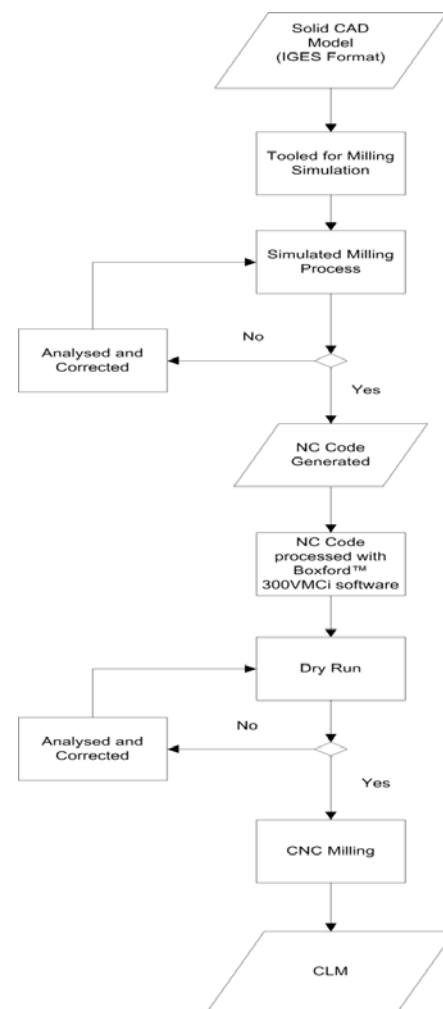 Solid CAD
Model
(IGES Format)
Tooled for Milling
Simulation
Simulated Milling
Process
No
Analysed and
Corrected
Yes
NC Code
Generated
NC Code
processed with
Boxford™
300VMCi software
Dry Run
No
Analysed and
Corrected
Yes
CNC Milling
CLM